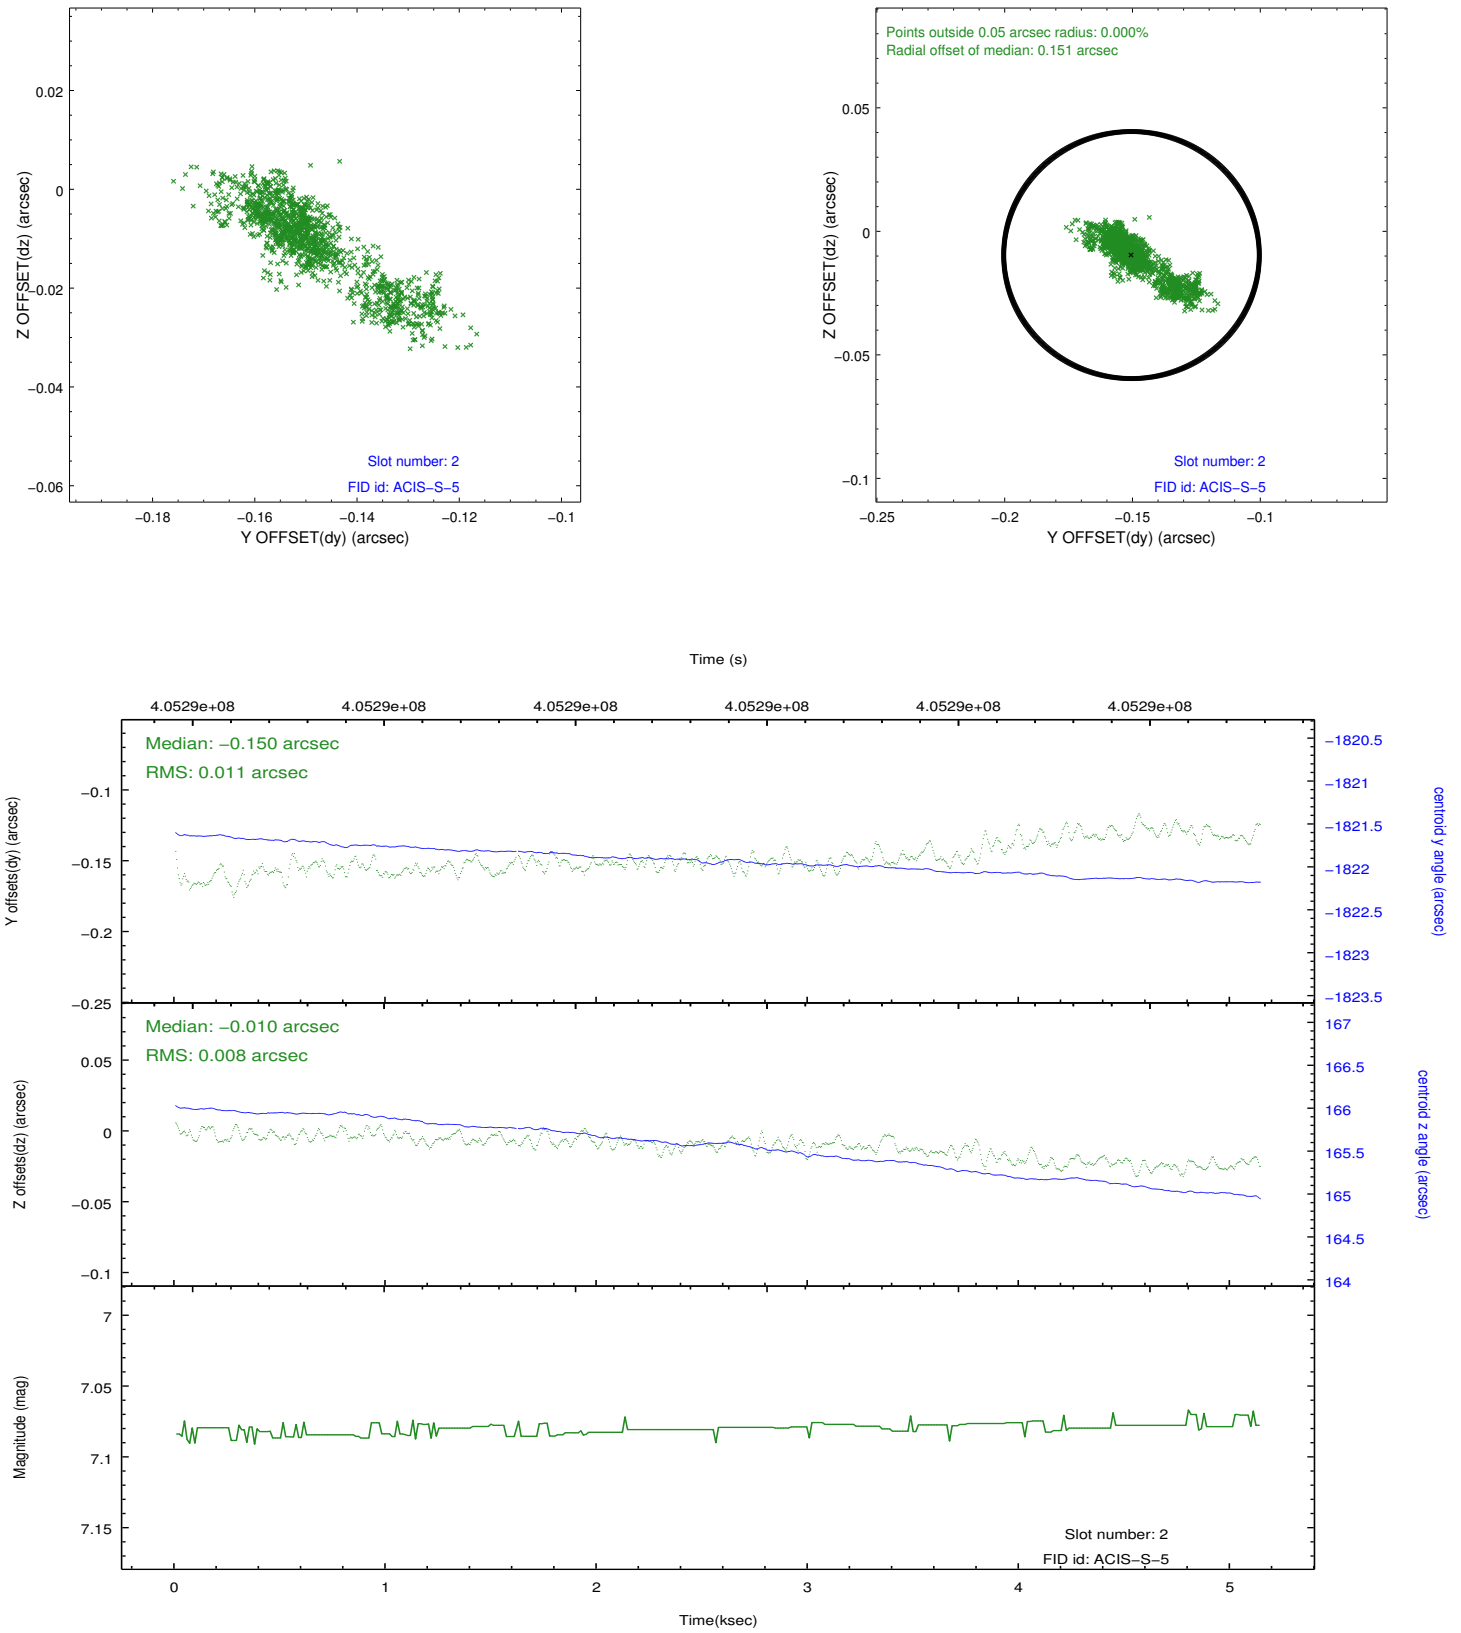 0.02
0
−0.02
−0.04
−0.06
Z OFFSET(dz) (arcsec)
Slot number: 2
FID id: ACIS−S−5
−0.18
−0.16
−0.14
−0.12
−0.1
Y OFFSET(dy) (arcsec)
Points outside 0.05 arcsec radius: 0.000%
Radial offset of median: 0.151 arcsec
0.05
0
−0.05
−0.1
Z OFFSET(dz) (arcsec)
Slot number: 2
FID id: ACIS−S−5
−0.25
−0.2
−0.15
−0.1
Y OFFSET(dy) (arcsec)
Time (s)
4.0529e+08
4.0529e+08
4.0529e+08
4.0529e+08
4.0529e+08
4.0529e+08
Median: −0.150 arcsec
RMS: 0.011 arcsec
−0.1
−0.15
−0.2
−0.25
Y offsets(dy) (arcsec)
−1820.5
−1821
−1821.5
−1822
−1822.5
−1823
−1823.5
centroid y angle (arcsec)
Median: −0.010 arcsec
RMS: 0.008 arcsec
0.05
0
−0.05
−0.1
Z offsets(dz) (arcsec)
167
166.5
166
165.5
165
164.5
164
centroid z angle (arcsec)
7
7.05
7.1
7.15
Magnitude (mag)
Slot number: 2
FID id: ACIS−S−5
0
1
2
3
4
5
Time(ksec)